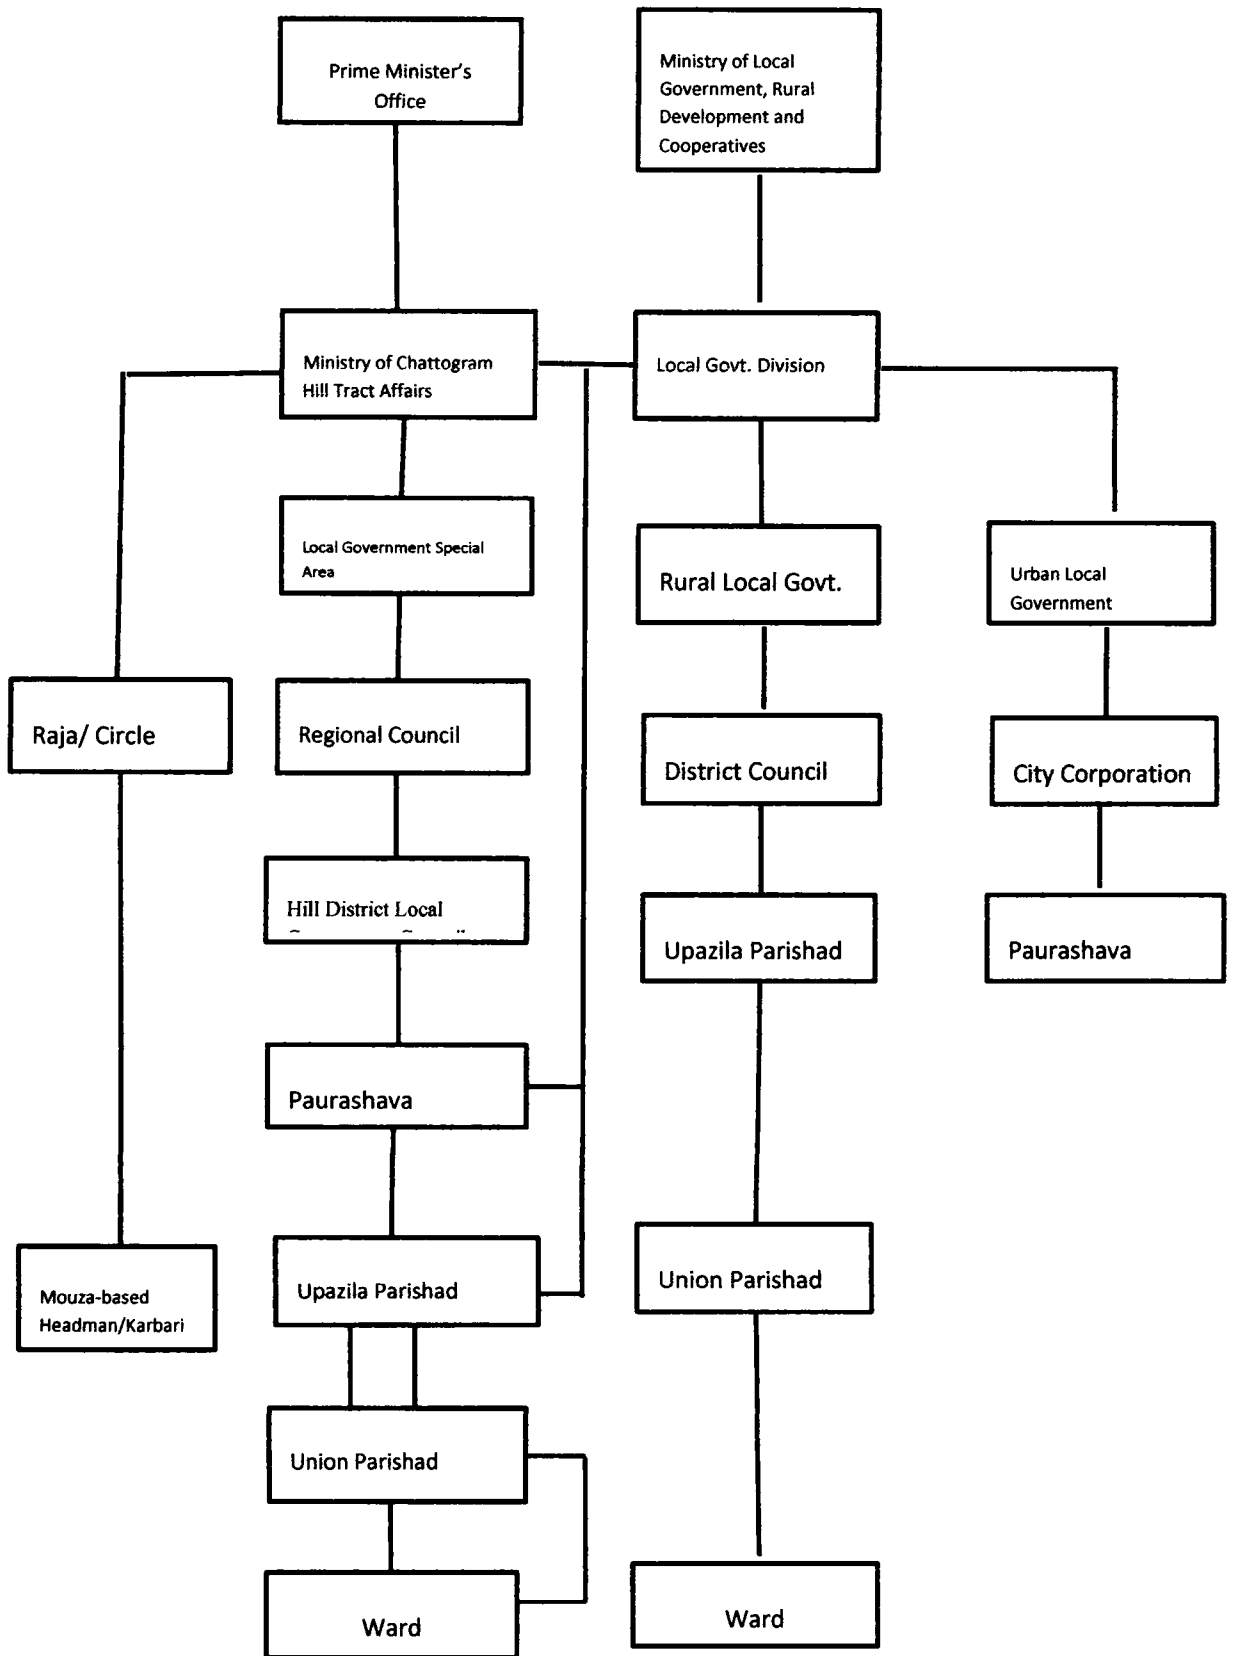 Prime Minister's
Office
Ministry of Local
Government, Rural
Development and
Cooperatives
Ministry of Chattogram
Hill Tract Affairs
Local Govt. Division
Local Government Special
Area
Rural Local Govt.
Urban Local
Government
Raja/ Circle
Regional Council
District Council
City Corporation
Hill District Local
Upazila Parishad
Paurashava
Paurashava
Mouza-based
Headman/Karbari
Upazila Parishad
Union Parishad
Union Parishad
Ward
Ward